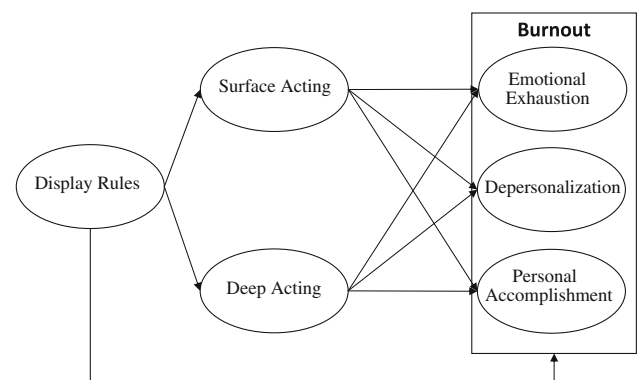 Burnout
Surface Acting
Emotional
Exhaustion
Display Rules
Depersonalization
Deep Acting
Personal
Accomplishment